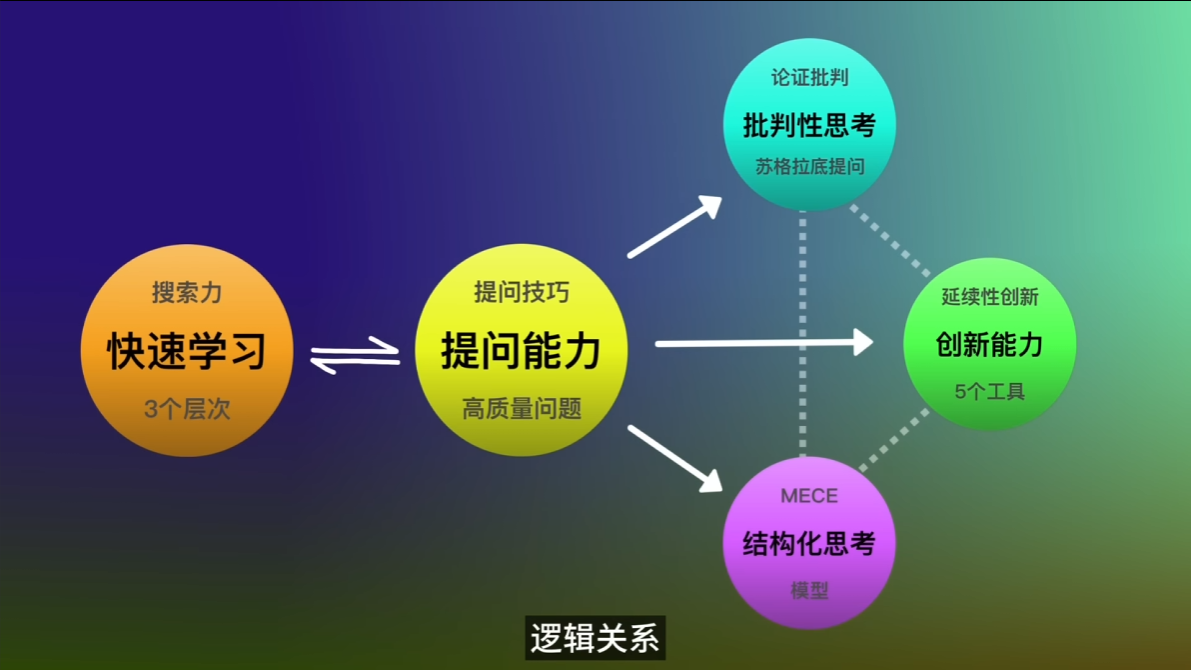 搜索力
快速学习
3个层次
提问技巧
提问能力
高质量问题
论证批判
批判性思考
苏格拉底提问
延续性创新
创新能力
5个工具
MECE
结构化思考
模型
逻辑关系